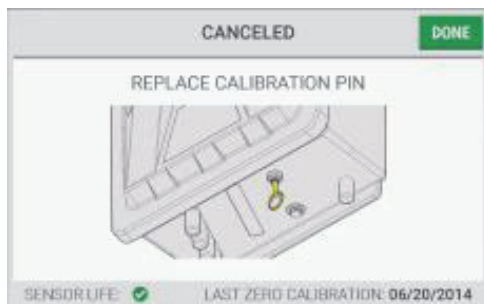 CANCELED
DONE
REPLACE CALIBRATION PIN
SENSOR LIFE:
LAST ZERO CALIBRATION: 06/20/2014